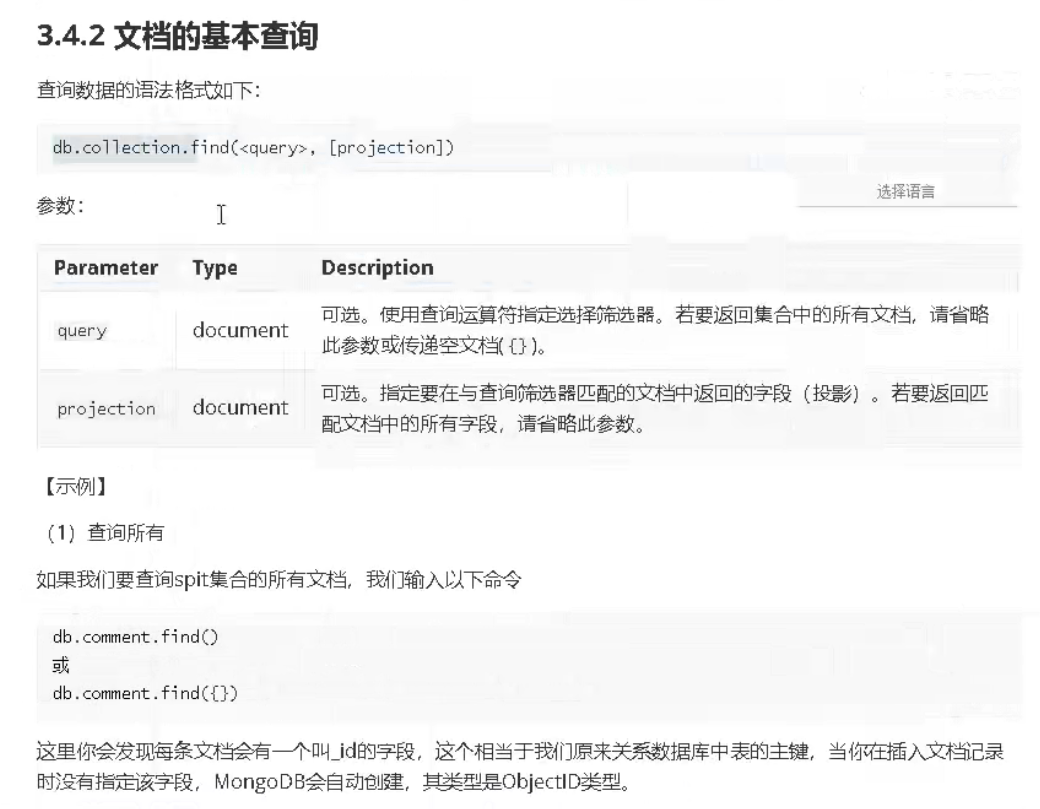 3.4.2 文档的基本查询
查询数据的语法格式如下：
db.collection.find(<query>, [projection])
参数：
选择语言
Parameter Type Description
query document 可选。使用查询运算符指定选择筛选器。若要返回集合中的所有文档，请省略
此参数或传递空文档( {} )。
projection document 可选。指定要在与查询筛选器匹配的文档中返回的字段（投影）。若要返回匹
配文档中的所有字段，请省略此参数。
【示例】
（1）查询所有
如果我们要查询spit集合的所有文档，我们输入以下命令
db.comment.find()
或
db.comment.find({})
这里你会发现每条文档会有一个叫_id的字段，这个相当于我们原来关系数据库中表的主键，当你在插入文档记录
时没有指定该字段，MongoDB会自动创建，其类型是ObjectID类型。